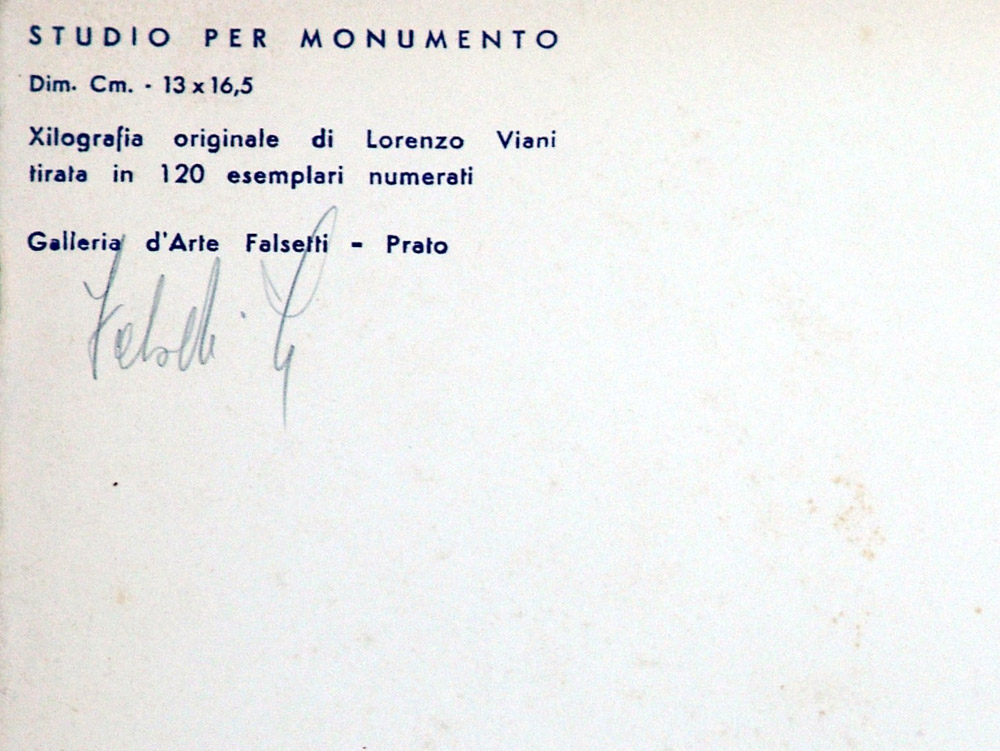 STUDIO PER MONUMENTO
Dim. Cm. - 13 x 16,5
Xilografia originale di Lorenzo Viani
tirata in 120 esemplari numerati
Galleria d'Arte Falsetti - Prato
Falsetti